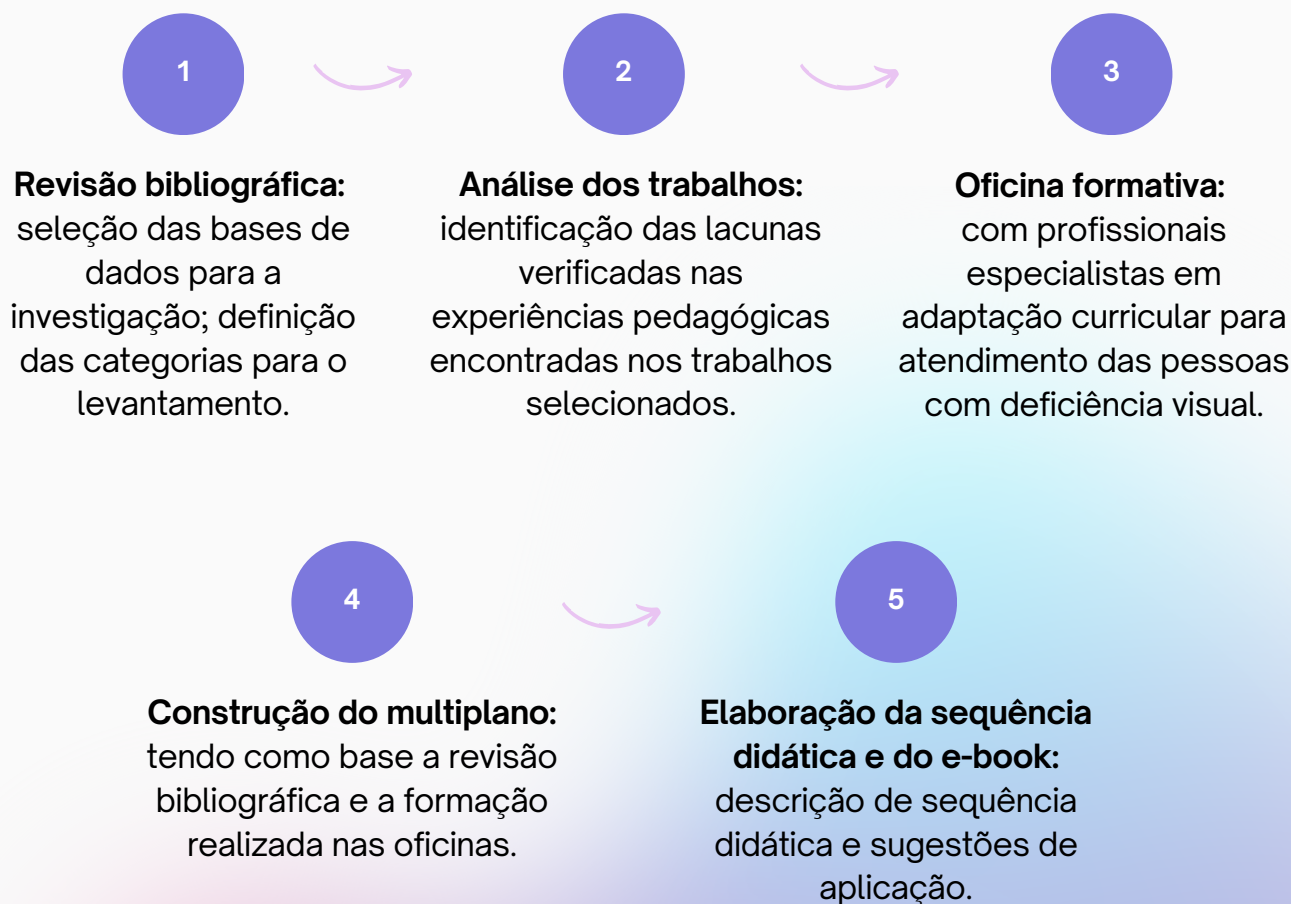 1
Revisão bibliográfica:
seleção das bases de
dados para a
investigação; definição
das categorias para o
levantamento.
2
Análise dos trabalhos:
identificação das lacunas
verificadas nas
experiências pedagógicas
encontradas nos trabalhos
selecionados.
3
Oficina formativa:
com profissionais
especialistas em
adaptação curricular para
atendimento das pessoas
com deficiência visual.
4
Construção do multiplano:
tendo como base a revisão
bibliográfica e a formação
realizada nas oficinas.
5
Elaboração da sequência
didática e do e-book:
descrição de sequência
didática e sugestões de
aplicação.